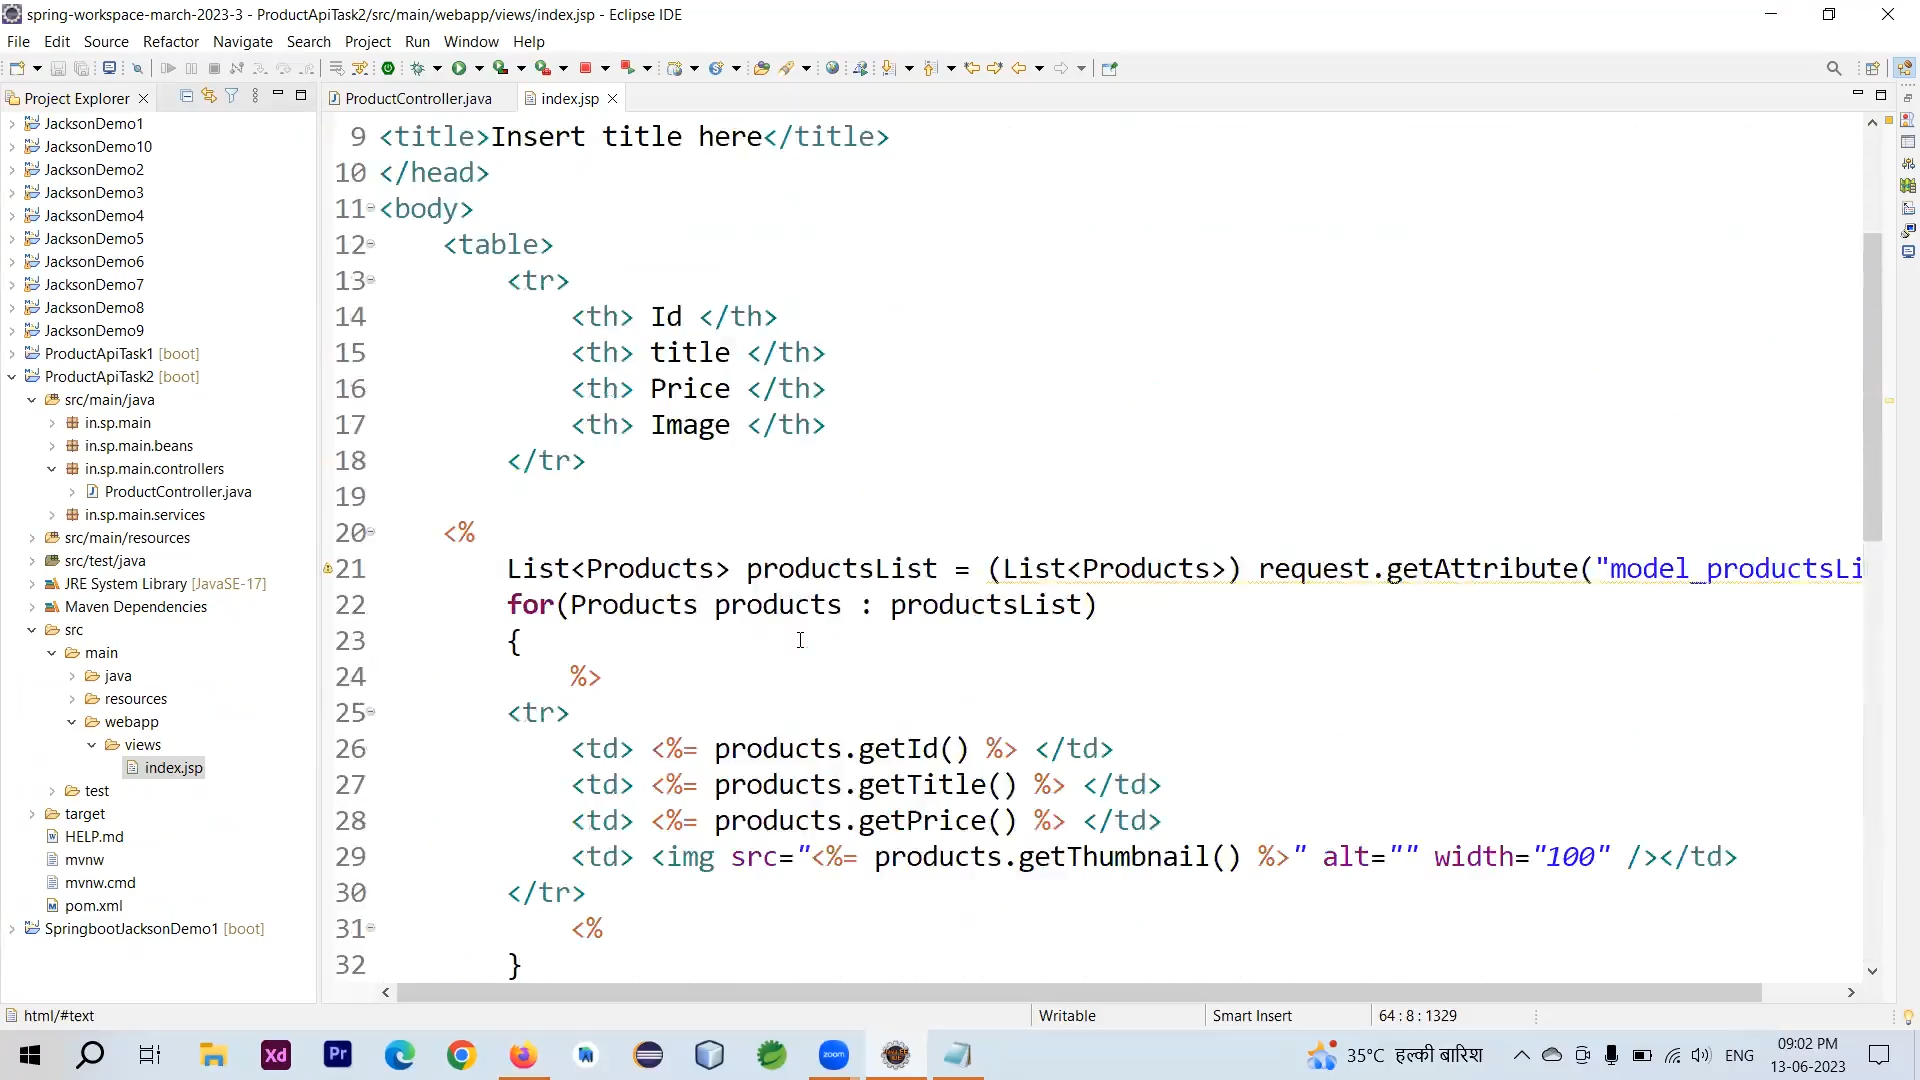 spring-workspace-march-2023-3 - ProductApiTask2/src/main/webapp/views/index.jsp - Eclipse IDE
File Edit Source Refactor Navigate Search Project Run Window Help
Project Explorer
ProductController.java
index.jsp
JacksonDemo1
JacksonDemo10
JacksonDemo2
JacksonDemo3
JacksonDemo4
JacksonDemo5
JacksonDemo6
JacksonDemo7
JacksonDemo8
JacksonDemo9
ProductApiTask1 [boot]
ProductApiTask2 [boot]
src/main/java
in.sp.main
in.sp.main.beans
in.sp.main.controllers
ProductController.java
in.sp.main.services
src/main/resources
src/test/java
JRE System Library [JavaSE-17]
Maven Dependencies
src
main
java
resources
webapp
views
index.jsp
test
target
HELP.md
mvnw
mvnw.cmd
pom.xml
SpringbootJacksonDemo1 [boot]
9 <title>Insert title here</title>
10 </head>
11 <body>
12 <table>
13 <tr>
14 <th> Id </th>
15 <th> title </th>
16 <th> Price </th>
17 <th> Image </th>
18 </tr>
19
20 <%
21 List<Products> productsList = (List<Products>) request.getAttribute("model_productsLi
22 for(Products products : productsList)
23 {
24 %>
25 <tr>
26 <td> <%= products.getId() %> </td>
27 <td> <%= products.getTitle() %> </td>
28 <td> <%= products.getPrice() %> </td>
29 <td> <img src="<%= products.getThumbnail() %>" alt="" width="100" /></td>
30 </tr>
31 <%
32 }
html/#text
Writable
Smart Insert
64 : 8 : 1329
Xd
Pr
zoom
35°C हल्की बारिश
ENG
09:02 PM
13-06-2023